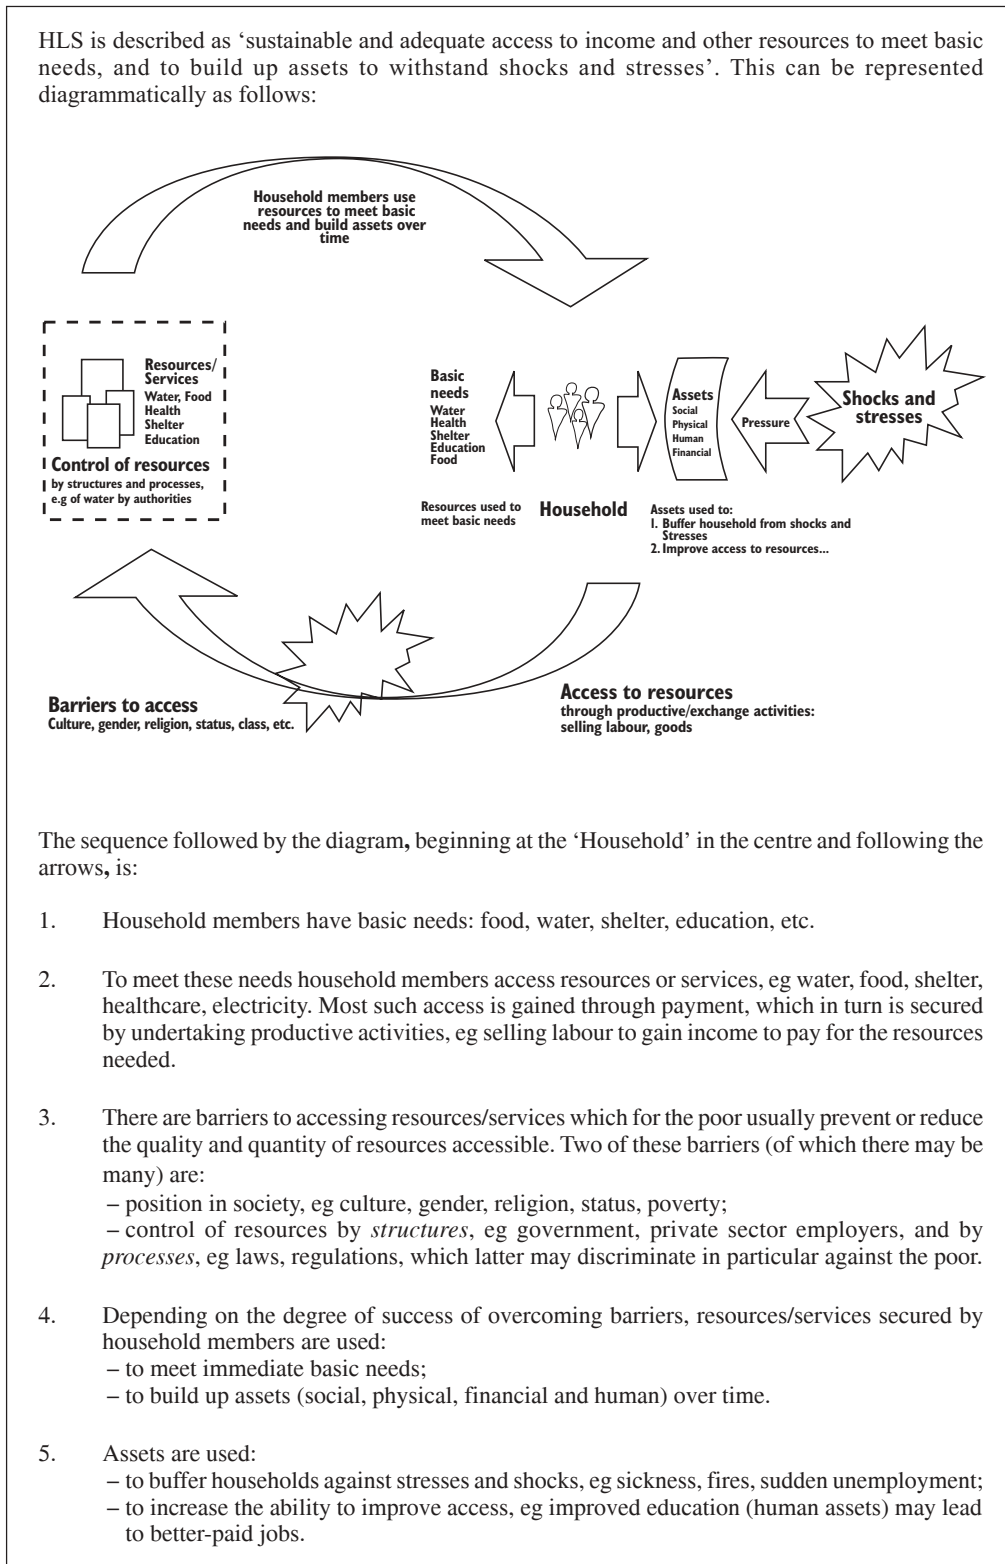 HLS is described as ‘sustainable and adequate access to income and other resources to meet basic
needs, and to build up assets to withstand shocks and stresses’. This can be represented
diagrammatically as follows:
Household members use
resources to meet basic
needs and build assets over
time
Resources/
Services
Water, Food
Health
Shelter
Education
Control of resources
by structures and processes,
e.g of water by authorities
Basic
needs
Water
Health
Shelter
Education
Food
Resources used to
meet basic needs
Household
Assets
Social
Physical
Human
Financial
Pressure
Shocks and
stresses
Assets used to:
1. Buffer household from shocks and
Stresses
2. Improve access to resources...
Barriers to access
Culture, gender, religion, status, class, etc.
Access to resources
through productive/exchange activities:
selling labour, goods
The sequence followed by the diagram, beginning at the ‘Household’ in the centre and following the
arrows, is:
1. Household members have basic needs: food, water, shelter, education, etc.
2. To meet these needs household members access resources or services, eg water, food, shelter,
healthcare, electricity. Most such access is gained through payment, which in turn is secured
by undertaking productive activities, eg selling labour to gain income to pay for the resources
needed.
3. There are barriers to accessing resources/services which for the poor usually prevent or reduce
the quality and quantity of resources accessible. Two of these barriers (of which there may be
many) are:
– position in society, eg culture, gender, religion, status, poverty;
– control of resources by structures, eg government, private sector employers, and by
processes, eg laws, regulations, which latter may discriminate in particular against the poor.
4. Depending on the degree of success of overcoming barriers, resources/services secured by
household members are used:
– to meet immediate basic needs;
– to build up assets (social, physical, financial and human) over time.
5. Assets are used:
– to buffer households against stresses and shocks, eg sickness, fires, sudden unemployment;
– to increase the ability to improve access, eg improved education (human assets) may lead
to better-paid jobs.